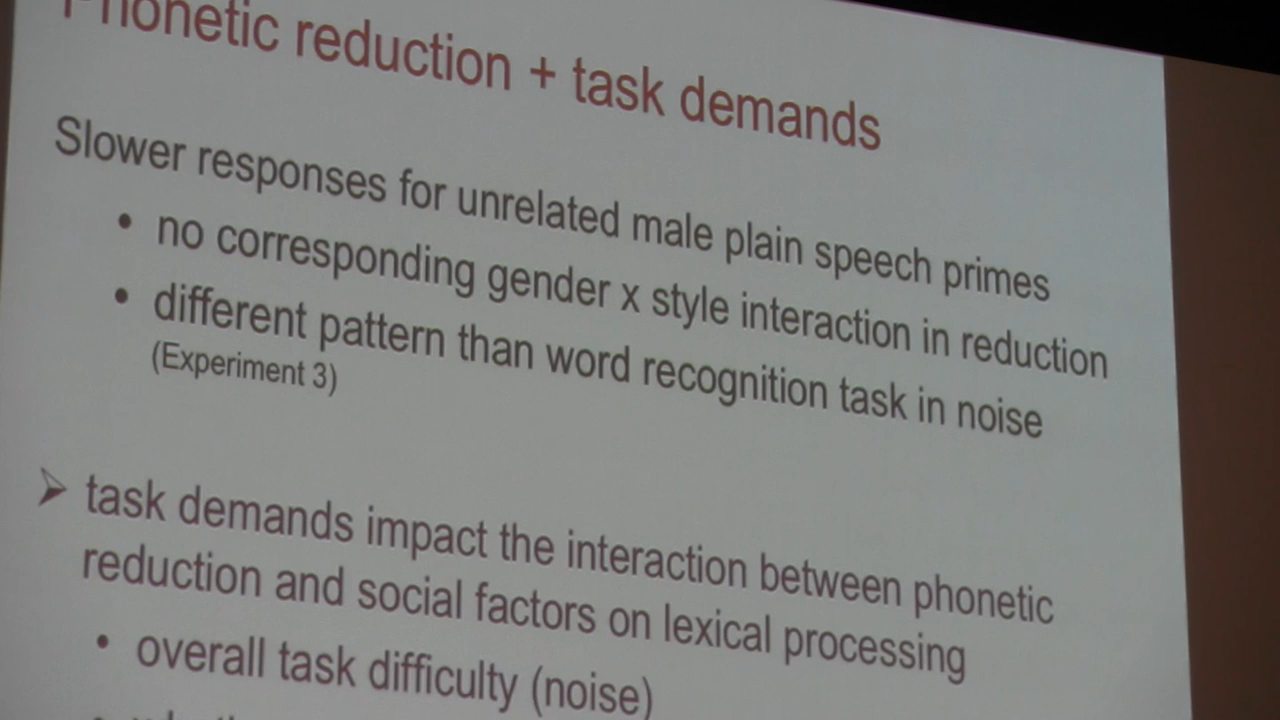 Phonetic reduction + task demands
Slower responses for unrelated male plain speech primes
• no corresponding gender x style interaction in reduction
• different pattern than word recognition task in noise
(Experiment 3)
➢ task demands impact the interaction between phonetic
reduction and social factors on lexical processing
• overall task difficulty (noise)